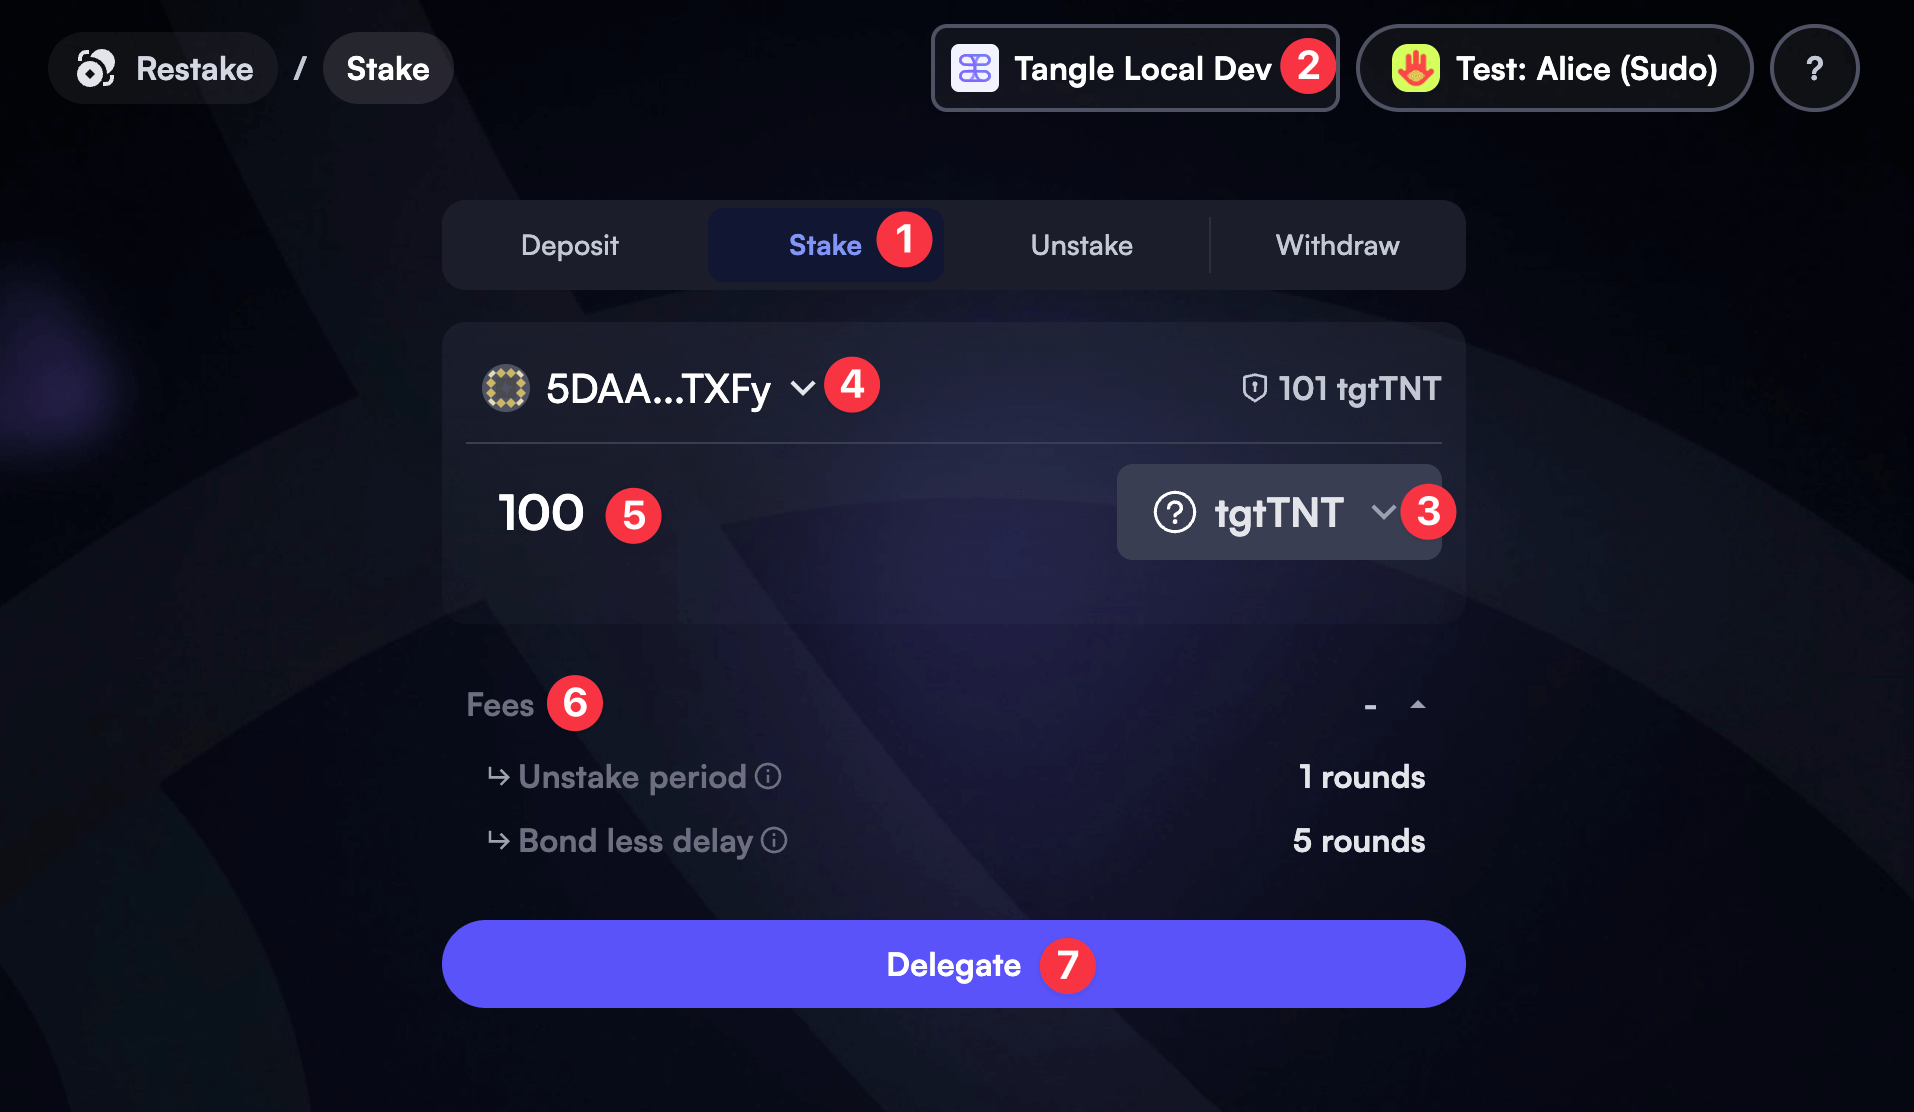 Restake / Stake Tangle Local Dev 2 Test: Alice (Sudo) ?
Deposit Stake 1 Unstake Withdraw
5DAA...TXFy 4 101 tgtTNT
100 5 ? tgtTNT 3
Fees 6 -
Unstake period 1 rounds
Bond less delay 5 rounds
Delegate 7